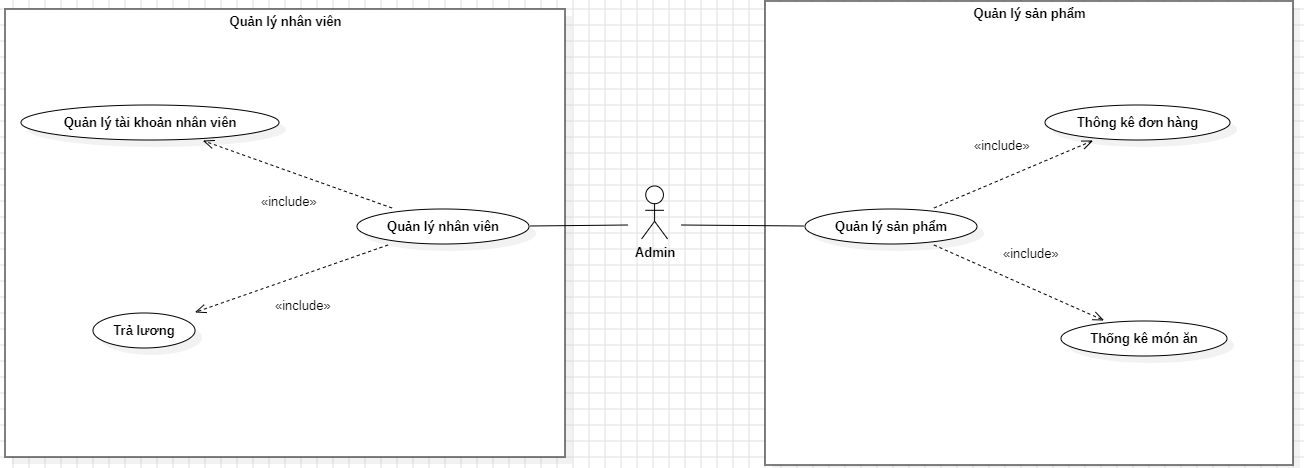 Quản lý nhân viên
Quản lý tài khoản nhân viên
«include»
Quản lý nhân viên
«include»
Trả lương
Admin
Quản lý sản phẩm
Thông kê đơn hàng
«include»
Quản lý sản phẩm
«include»
Thống kê món ăn